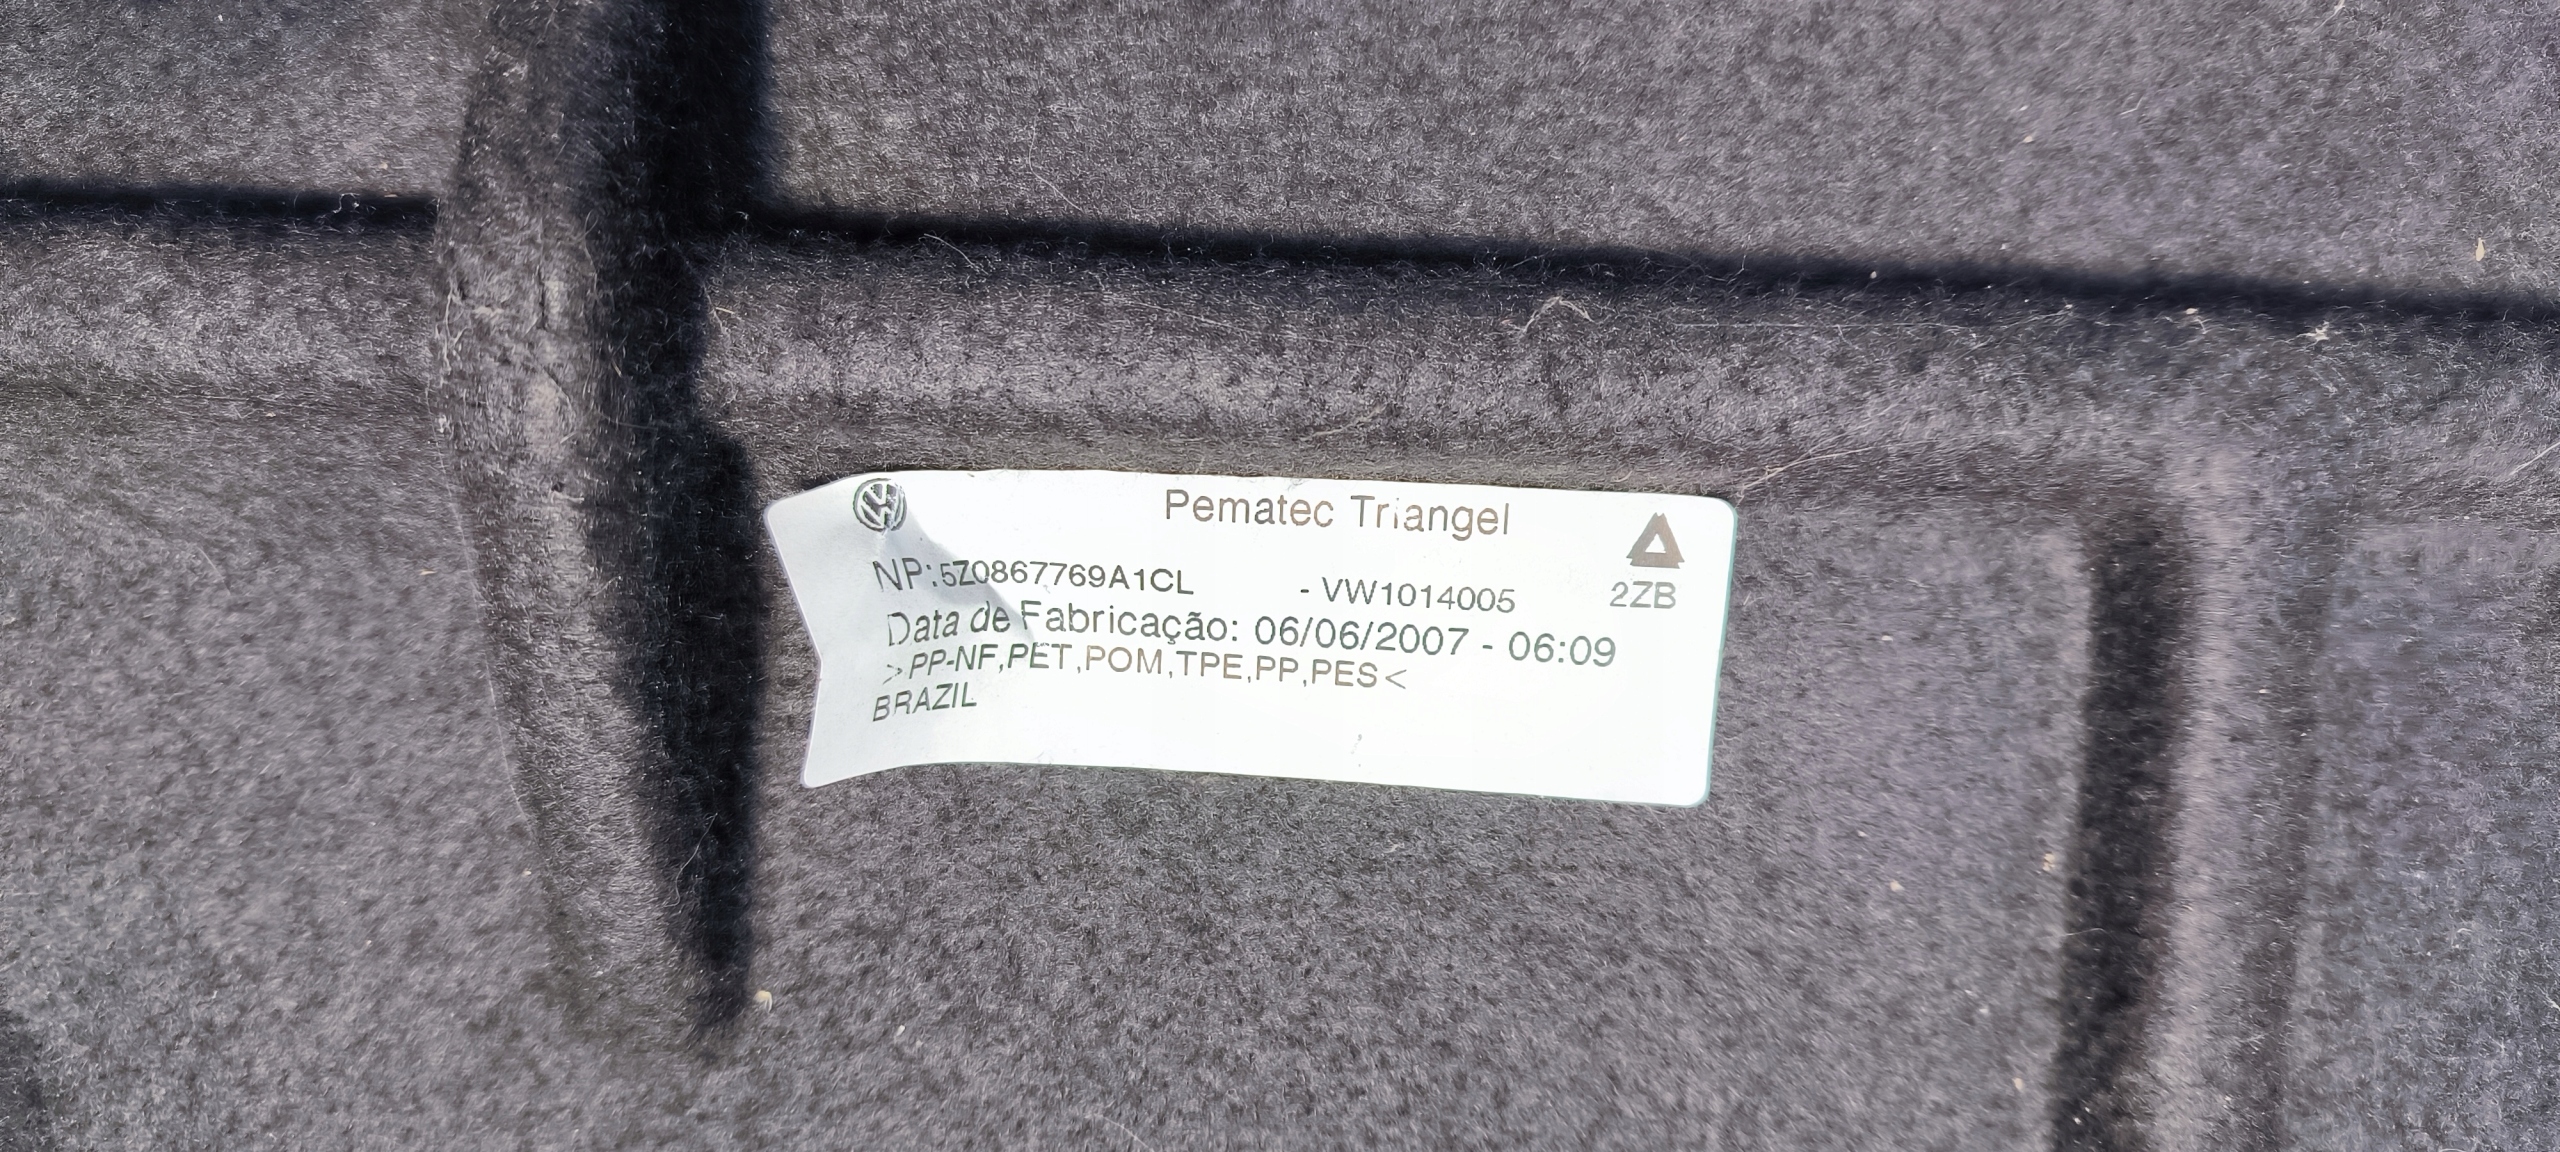 Pematec Triangel
NP:5Z0867769A1CL - VW1014005 2ZB
Data de Fabricação: 06/06/2007 - 06:09
>PP-NF,PET,POM,TPE,PP,PES<
BRAZIL